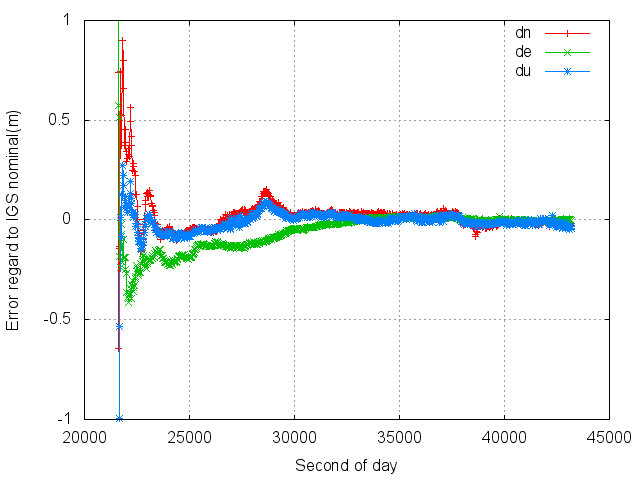 1
0.5
0
-0.5
-1
20000 25000 30000 35000 40000 45000
Error regard to IGS nominal(m)
Second of day
dn
de
du